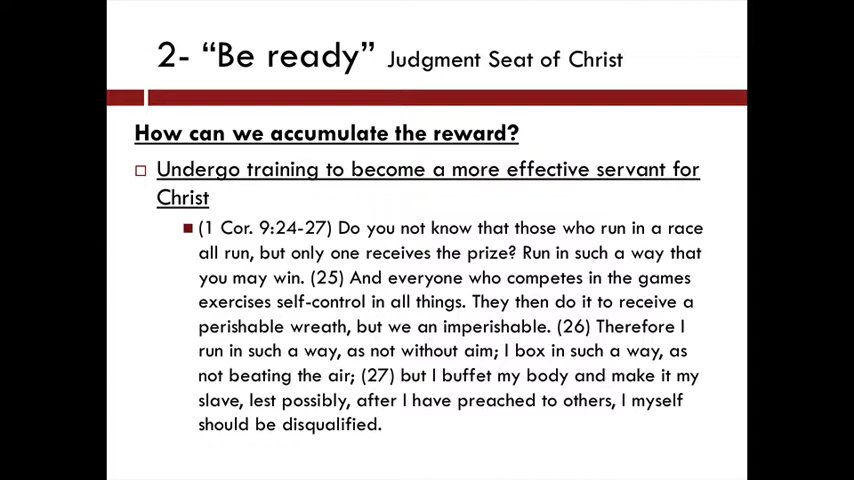 2- “Be ready” Judgment Seat of Christ
How can we accumulate the reward?
Undergo training to become a more effective servant for
Christ
(1 Cor. 9:24-27) Do you not know that those who run in a race
all run, but only one receives the prize? Run in such a way that
you may win. (25) And everyone who competes in the games
exercises self-control in all things. They then do it to receive a
perishable wreath, but we an imperishable. (26) Therefore I
run in such a way, as not without aim; I box in such a way, as
not beating the air; (27) but I buffet my body and make it my
slave, lest possibly, after I have preached to others, I myself
should be disqualified.